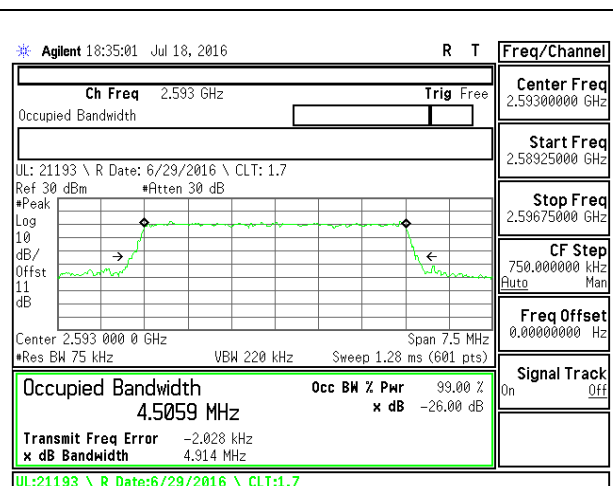 Agilent 18:35:01 Jul 18, 2016 R T
Freq/Channel
Ch Freq 2.593 GHz Trig Free
Occupied Bandwidth
Center Freq
2.59300000 GHz
Start Freq
2.58925000 GHz
Stop Freq
2.59675000 GHz
CF Step
750.000000 kHz
Auto Man
Freq Offset
0.00000000 Hz
Signal Track
On Off
UL: 21193 \ R Date: 6/29/2016 \ CLT: 1.7
Ref 30 dBm #Atten 30 dB
#Peak
Log
10
dB/
Offst
11
dB
Center 2.593 000 0 GHz Span 7.5 MHz
#Res BW 75 kHz VBW 220 kHz Sweep 1.28 ms (601 pts)
Occupied Bandwidth Occ BW % Pwr 99.00 %
4.5059 MHz x dB -26.00 dB
Transmit Freq Error -2.028 kHz
x dB Bandwidth 4.914 MHz
UL:21193 \ R Date:6/29/2016 \ CLT:1.7